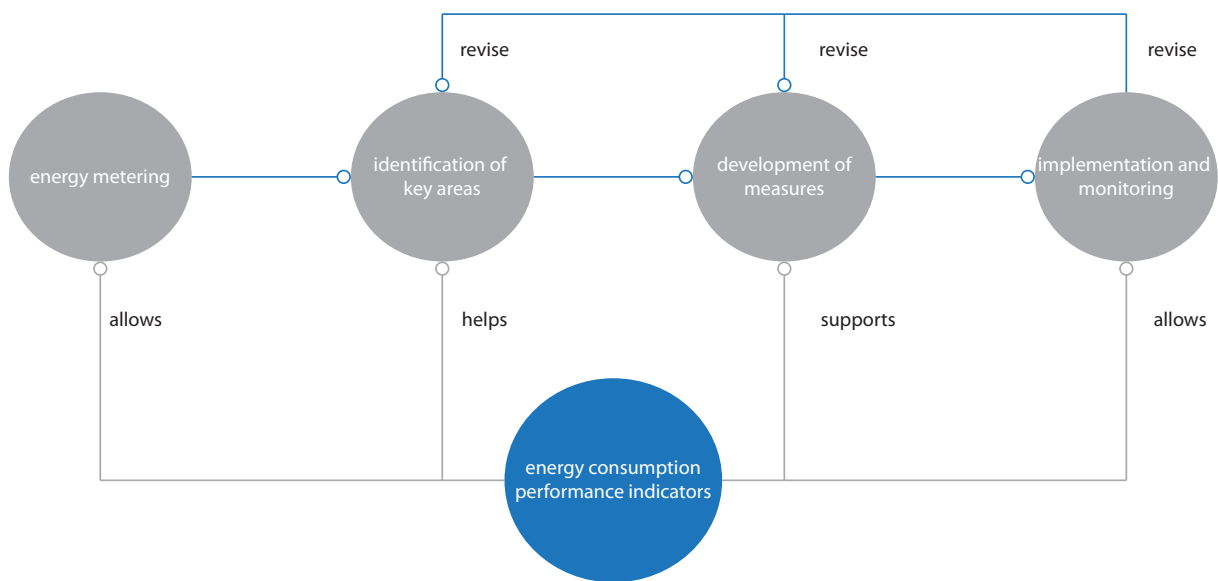 revise
revise
revise
energy metering
identification of
key areas
development of
measures
implementation and
monitoring
allows
helps
supports
allows
energy consumption
performance indicators